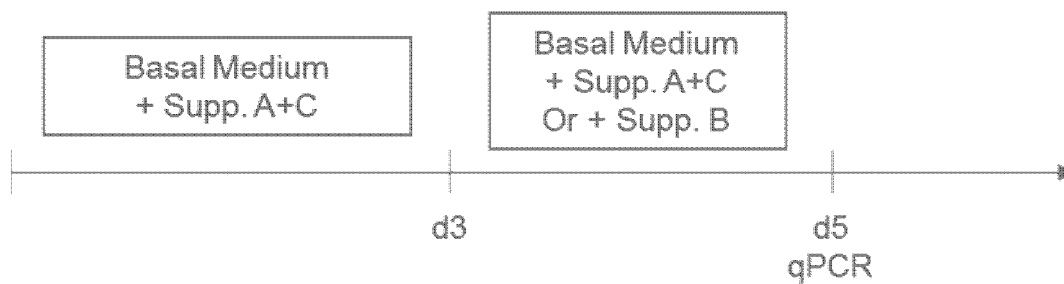 Basal Medium
+ Supp. A+C
Basal Medium
+ Supp. A+C
Or + Supp. B
d3
d5
qPCR